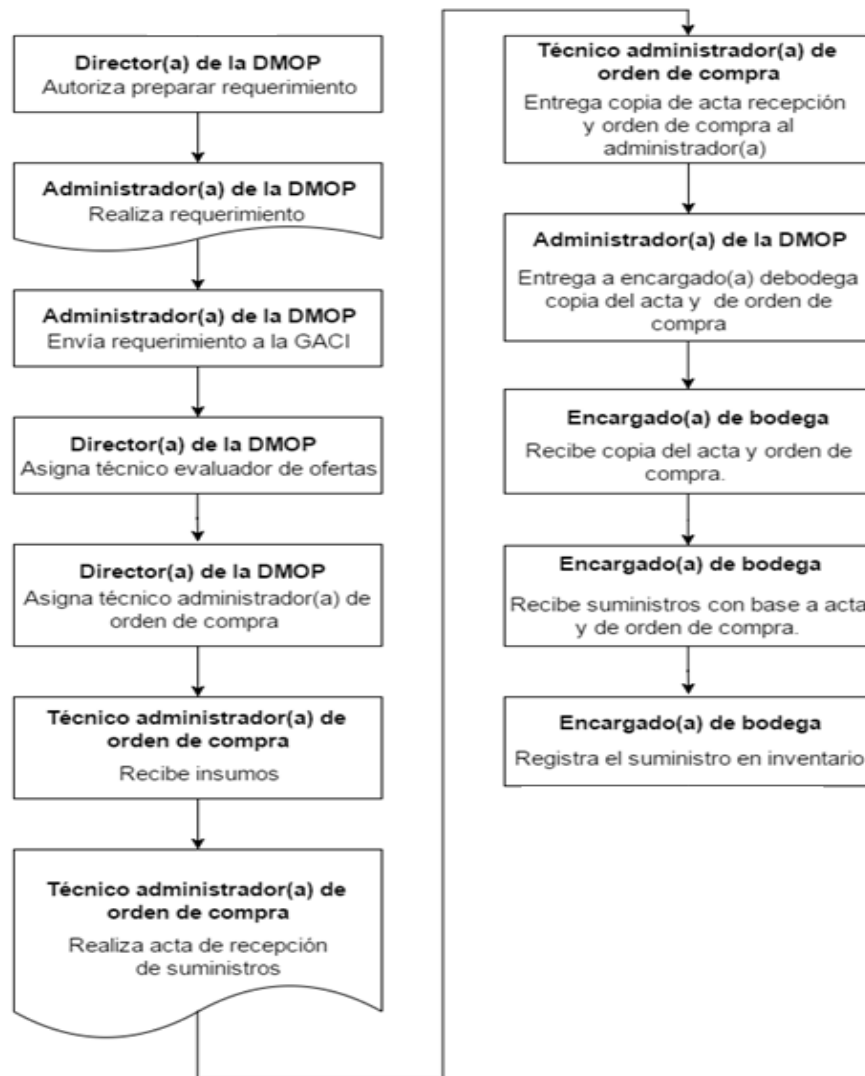 Director(a) de la DMOP
Autoriza preparar requerimiento
Administrador(a) de la DMOP
Realiza requerimiento
Administrador(a) de la DMOP
Envía requerimiento a la GACI
Director(a) de la DMOP
Asigna técnico evaluador de ofertas
Director(a) de la DMOP
Asigna técnico administrador(a) de
orden de compra
Técnico administrador(a) de
orden de compra
Recibe insumos
Técnico administrador(a) de
orden de compra
Realiza acta de recepción
de suministros
Técnico administrador(a) de
orden de compra
Entrega copia de acta recepción
y orden de compra al
administrador(a)
Administrador(a) de la DMOP
Entrega a encargado(a) debodega
copia del acta y de orden de
compra
Encargado(a) de bodega
Recibe copia del acta y orden de
compra.
Encargado(a) de bodega
Recibe suministros con base a acta
y de orden de compra.
Encargado(a) de bodega
Registra el suministro en inventario